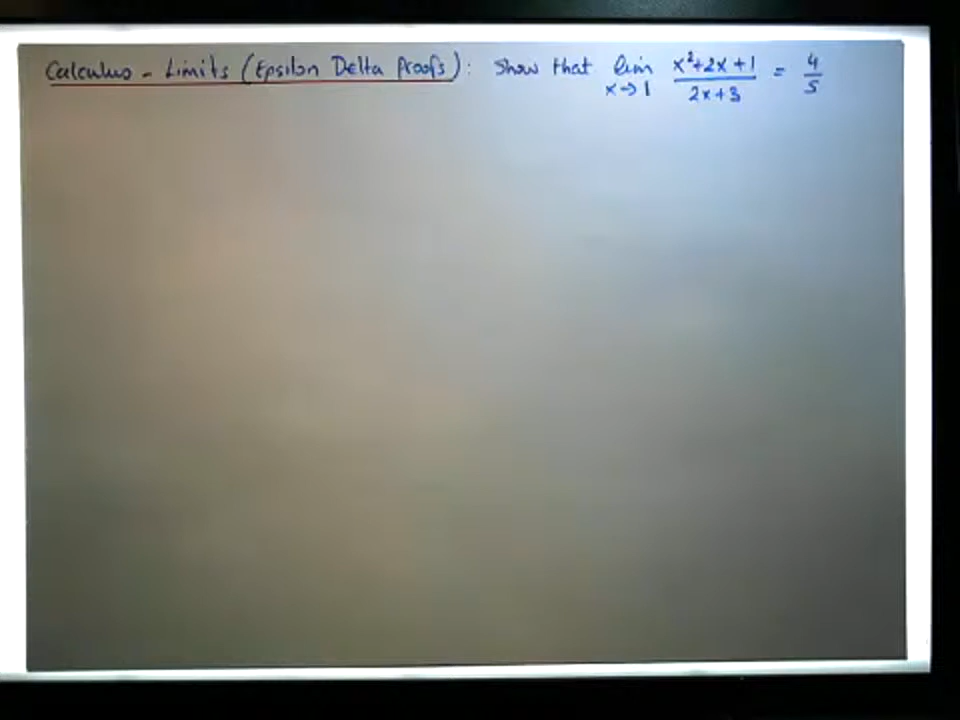 Calculus - Limits (Epsilon Delta Proofs): Show that lim x→1 (x²+2x+1)/(2x+3) = 4/5